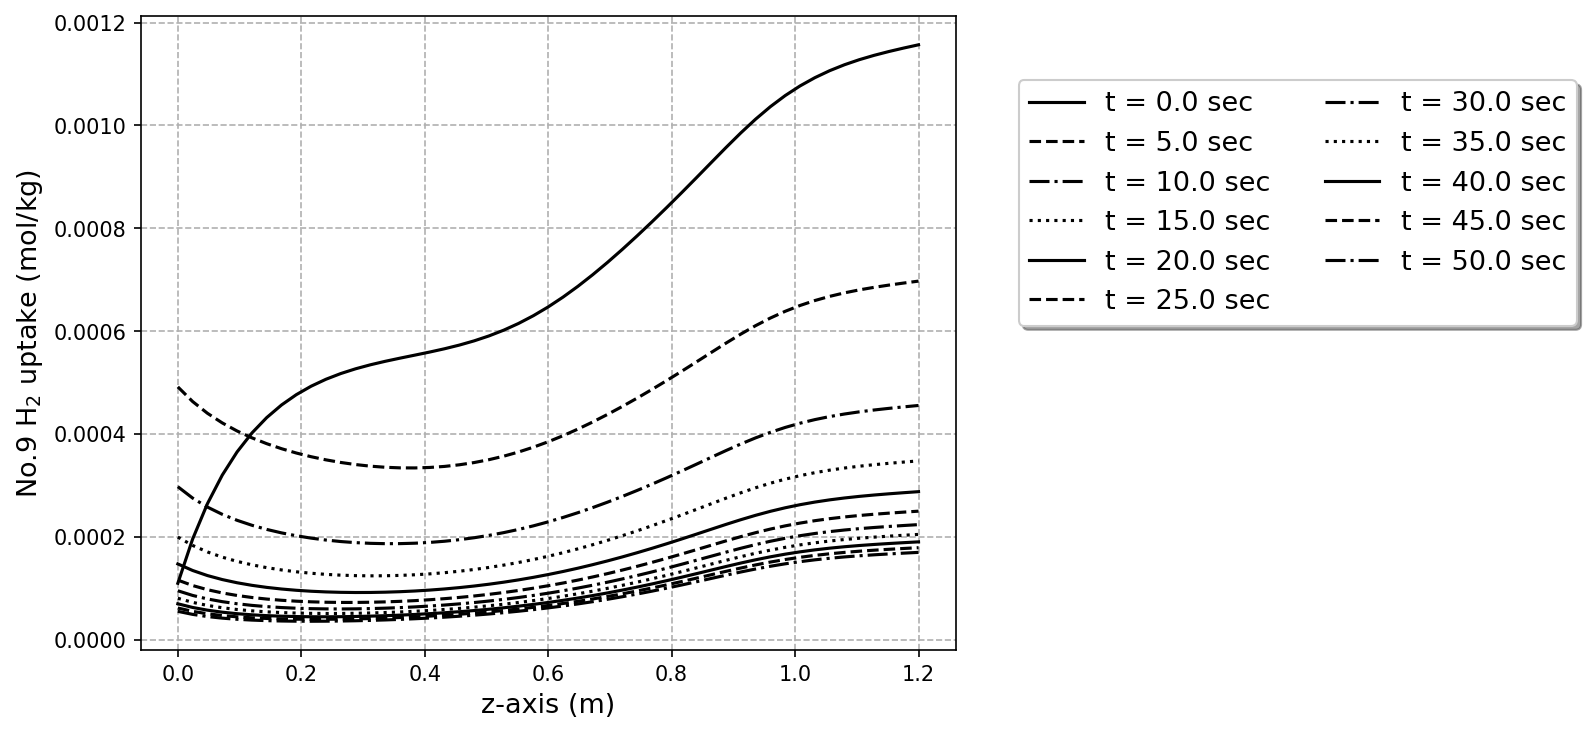 0.0012
0.0010
0.0008
0.0006
0.0004
0.0002
0.0000
No.9 H₂ uptake (mol/kg)
0.0 0.2 0.4 0.6 0.8 1.0 1.2
z-axis (m)
t = 0.0 sec
t = 5.0 sec
t = 10.0 sec
t = 15.0 sec
t = 20.0 sec
t = 25.0 sec
t = 30.0 sec
t = 35.0 sec
t = 40.0 sec
t = 45.0 sec
t = 50.0 sec